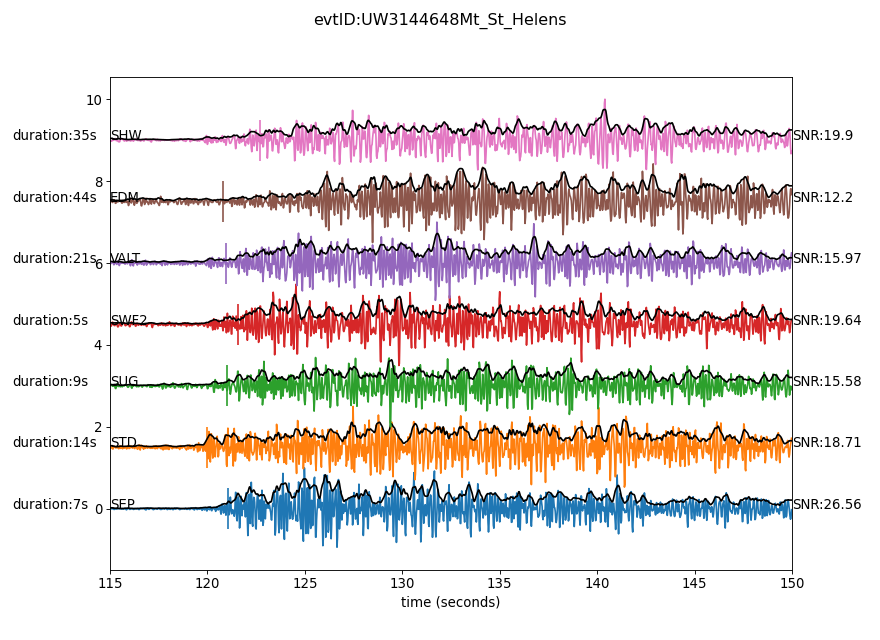 evtID:UW3144648Mt_St_Helens
10
duration:35s SHW SNR:19.9
8
duration:44s EDM SNR:12.2
duration:21s VALT SNR:15.97
6
duration:5s SWF2 SNR:19.64
4
duration:9s SUG SNR:15.58
2
duration:14s STD SNR:18.71
duration:7s SEP SNR:26.56
0
115 120 125 130 135 140 145 150
time (seconds)